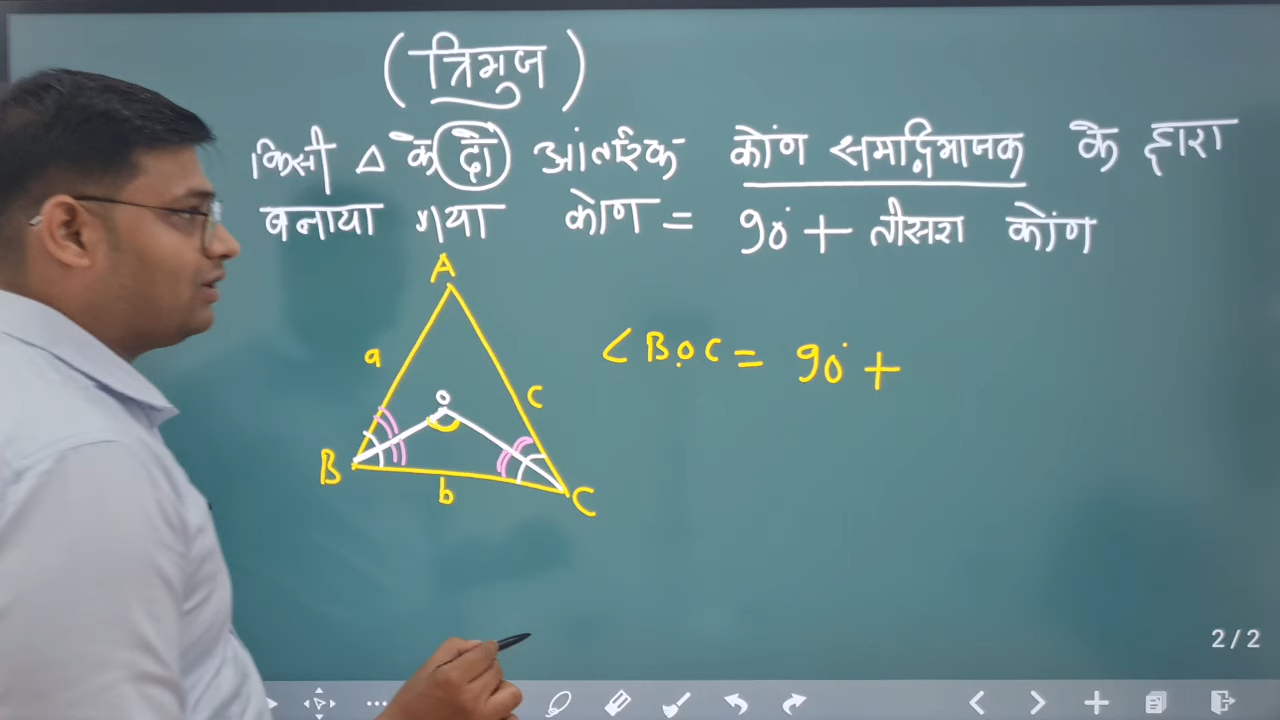 (त्रिभुज)
किसी △ के दो आंतरिक कोंण समद्विभाजक के द्वारा
बनाया गया कोण = 90° + तीसरा कोंण
A
a
O
C
∠BOC = 90° +
B
b
C
2/2